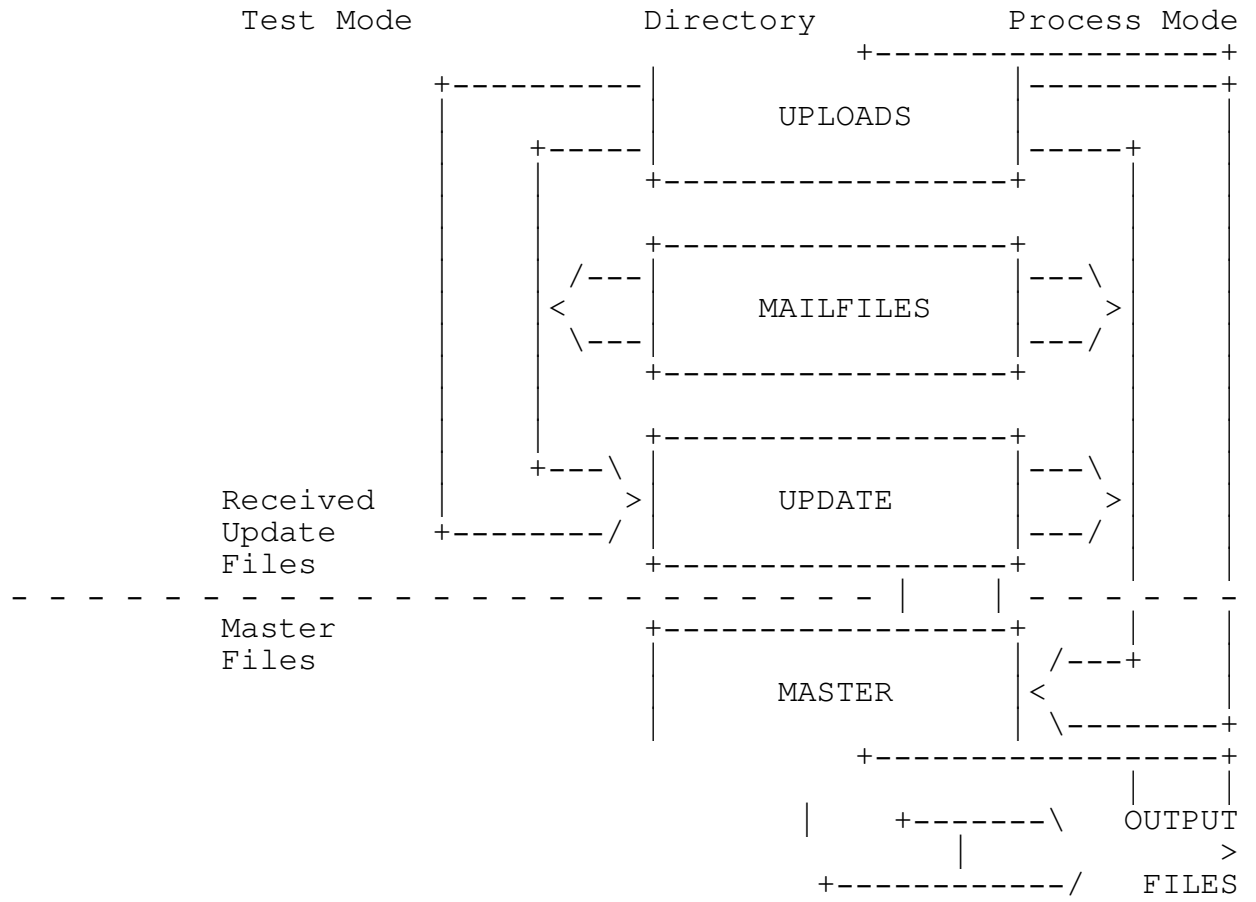 Test Mode Directory Process Mode
UPLOADS
MAILFILES
Received UPDATE
Update
Files
Master
Files
MASTER
OUTPUT
FILES